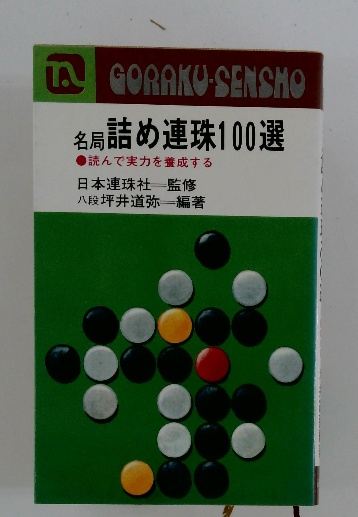 GORAKU-SENSHO
名局詰め連珠100選
●読んで実力を養成する
日本連珠社＝監修
八段坪井道弥＝編著